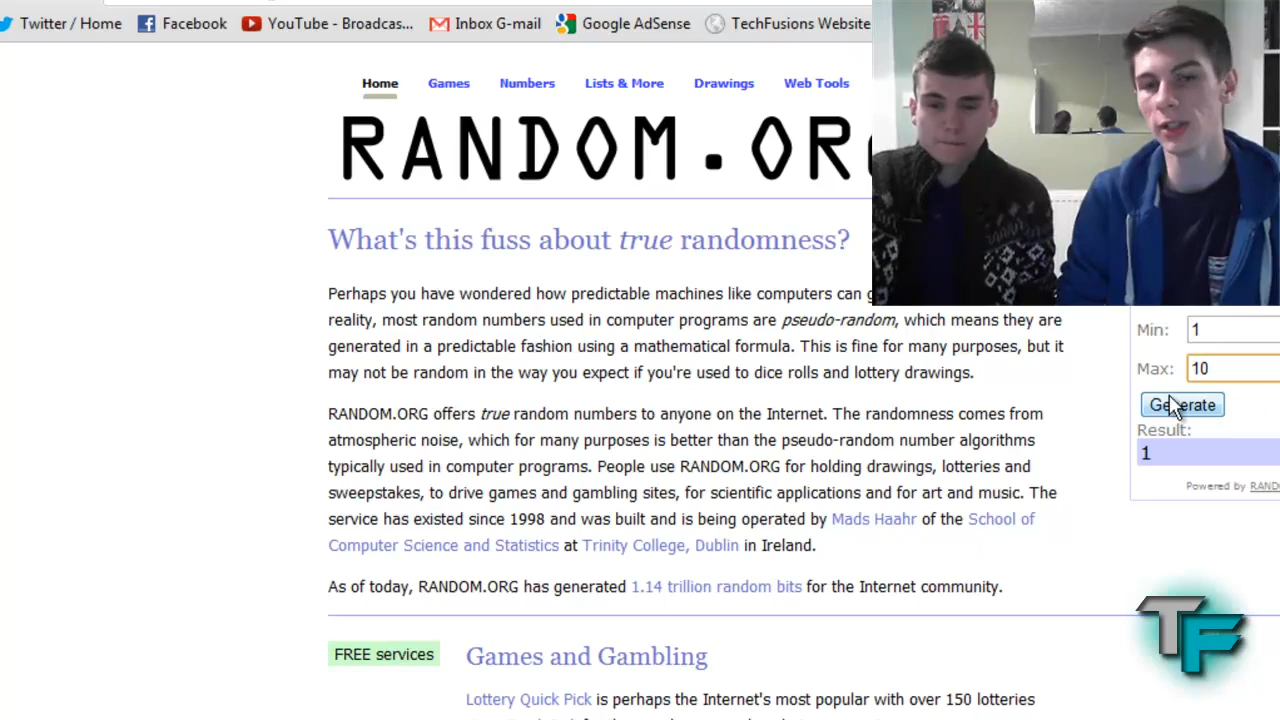 Twitter / Home Facebook YouTube - Broadcas... Inbox G-mail Google AdSense TechFusions Website
Home Games Numbers Lists & More Drawings Web Tools
RANDOM.ORG
What's this fuss about true randomness?
Perhaps you have wondered how predictable machines like computers can g
reality, most random numbers used in computer programs are pseudo-random, which means they are
generated in a predictable fashion using a mathematical formula. This is fine for many purposes, but it
may not be random in the way you expect if you're used to dice rolls and lottery drawings.
RANDOM.ORG offers true random numbers to anyone on the Internet. The randomness comes from
atmospheric noise, which for many purposes is better than the pseudo-random number algorithms
typically used in computer programs. People use RANDOM.ORG for holding drawings, lotteries and
sweepstakes, to drive games and gambling sites, for scientific applications and for art and music. The
service has existed since 1998 and was built and is being operated by Mads Haahr of the School of
Computer Science and Statistics at Trinity College, Dublin in Ireland.
As of today, RANDOM.ORG has generated 1.14 trillion random bits for the Internet community.
Min: 1
Max: 10
Generate
Result:
1
Powered by RAND
TF
FREE services
Games and Gambling
Lottery Quick Pick is perhaps the Internet's most popular with over 150 lotteries